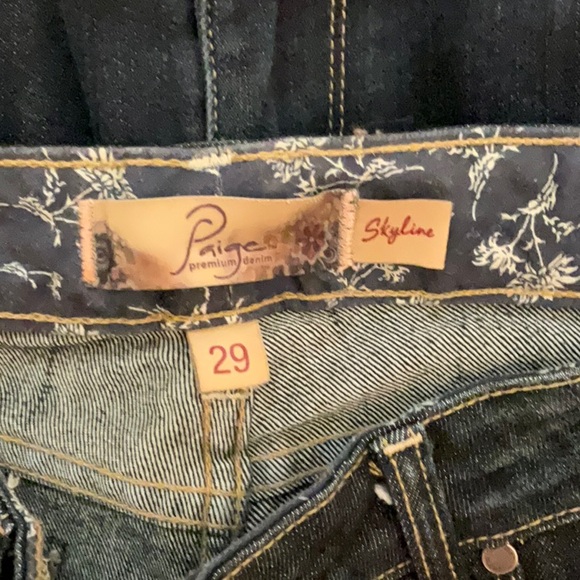 Paige
premium denim
Skyline
29